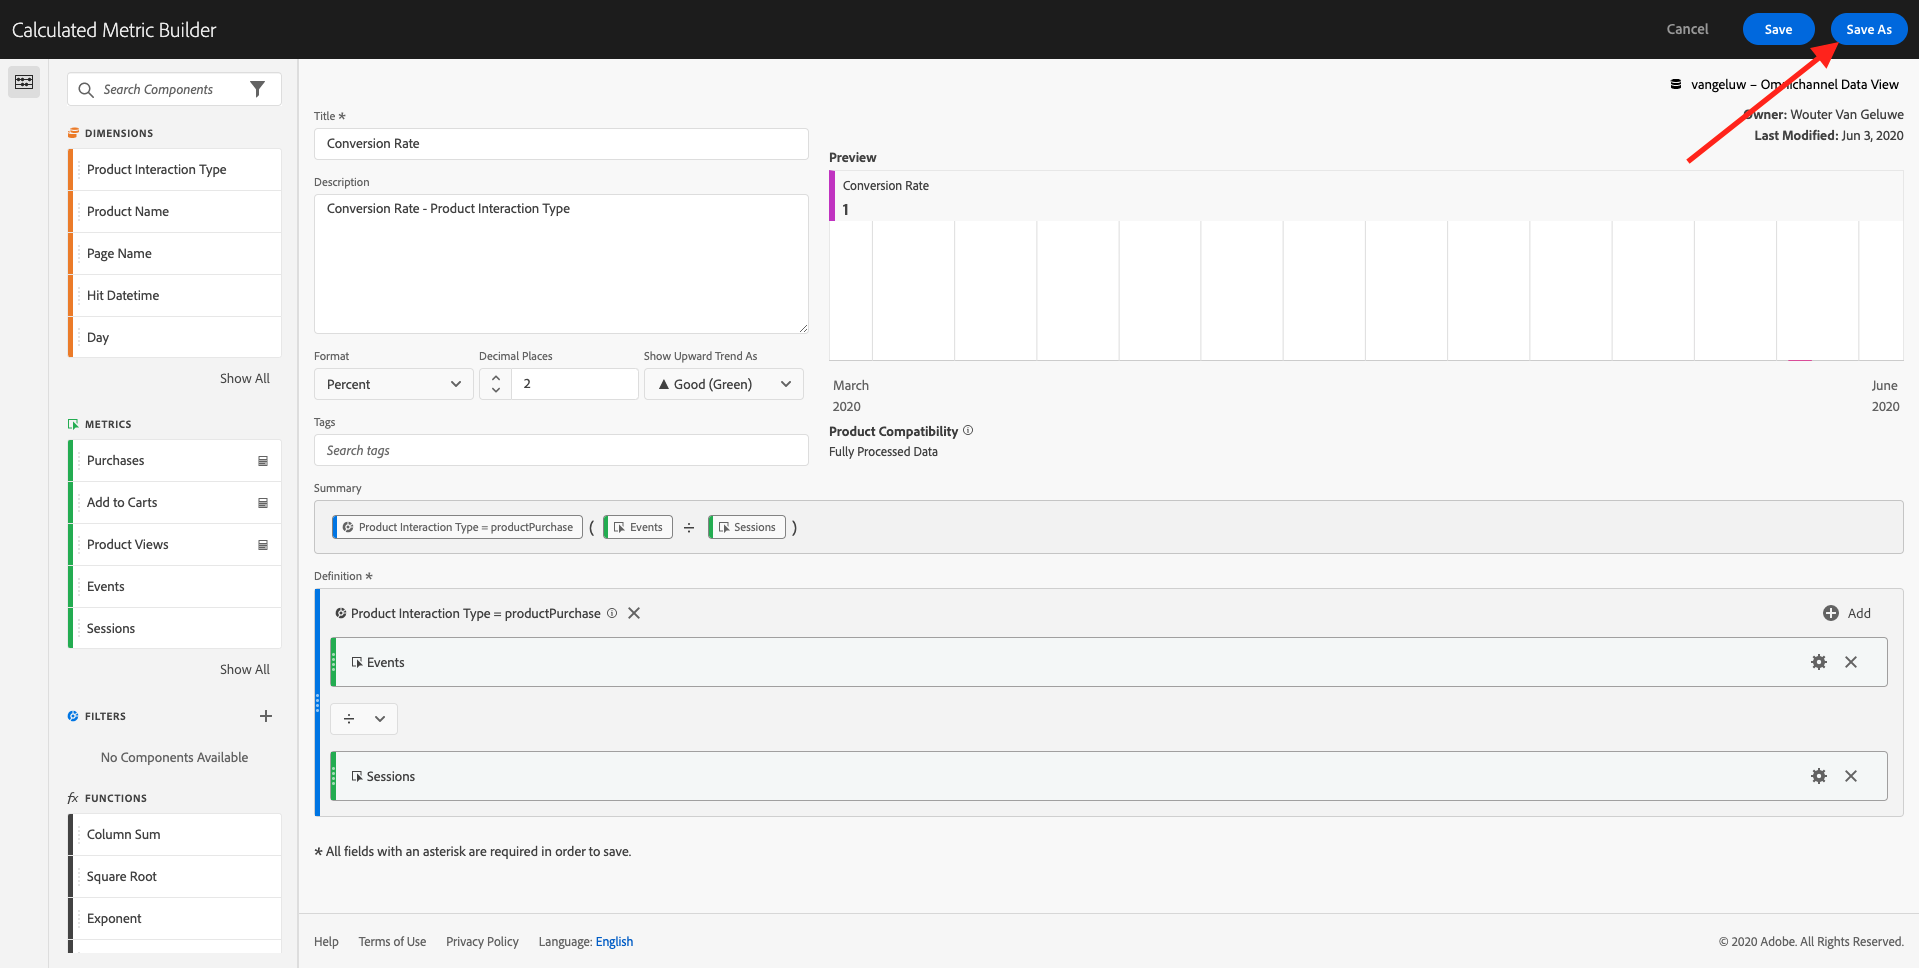 Calculated Metric Builder
Cancel
Save
Save As
Search Components
vangeluw – Omnichannel Data View
Owner: Wouter Van Geluwe
Last Modified: Jun 3, 2020
DIMENSIONS
Product Interaction Type
Product Name
Page Name
Hit Datetime
Day
Show All
METRICS
Purchases
Add to Carts
Product Views
Events
Sessions
Show All
FILTERS
No Components Available
fx FUNCTIONS
Column Sum
Square Root
Exponent
Title *
Conversion Rate
Description
Conversion Rate - Product Interaction Type
Format
Percent
Decimal Places
2
Show Upward Trend As
▲ Good (Green)
Tags
Search tags
Preview
Conversion Rate
1
March
2020
June
2020
Product Compatibility
Fully Processed Data
Summary
Product Interaction Type = productPurchase ( Events ÷ Sessions )
Definition *
Product Interaction Type = productPurchase
Add
Events
÷
Sessions
* All fields with an asterisk are required in order to save.
Help Terms of Use Privacy Policy Language: English
© 2020 Adobe. All Rights Reserved.